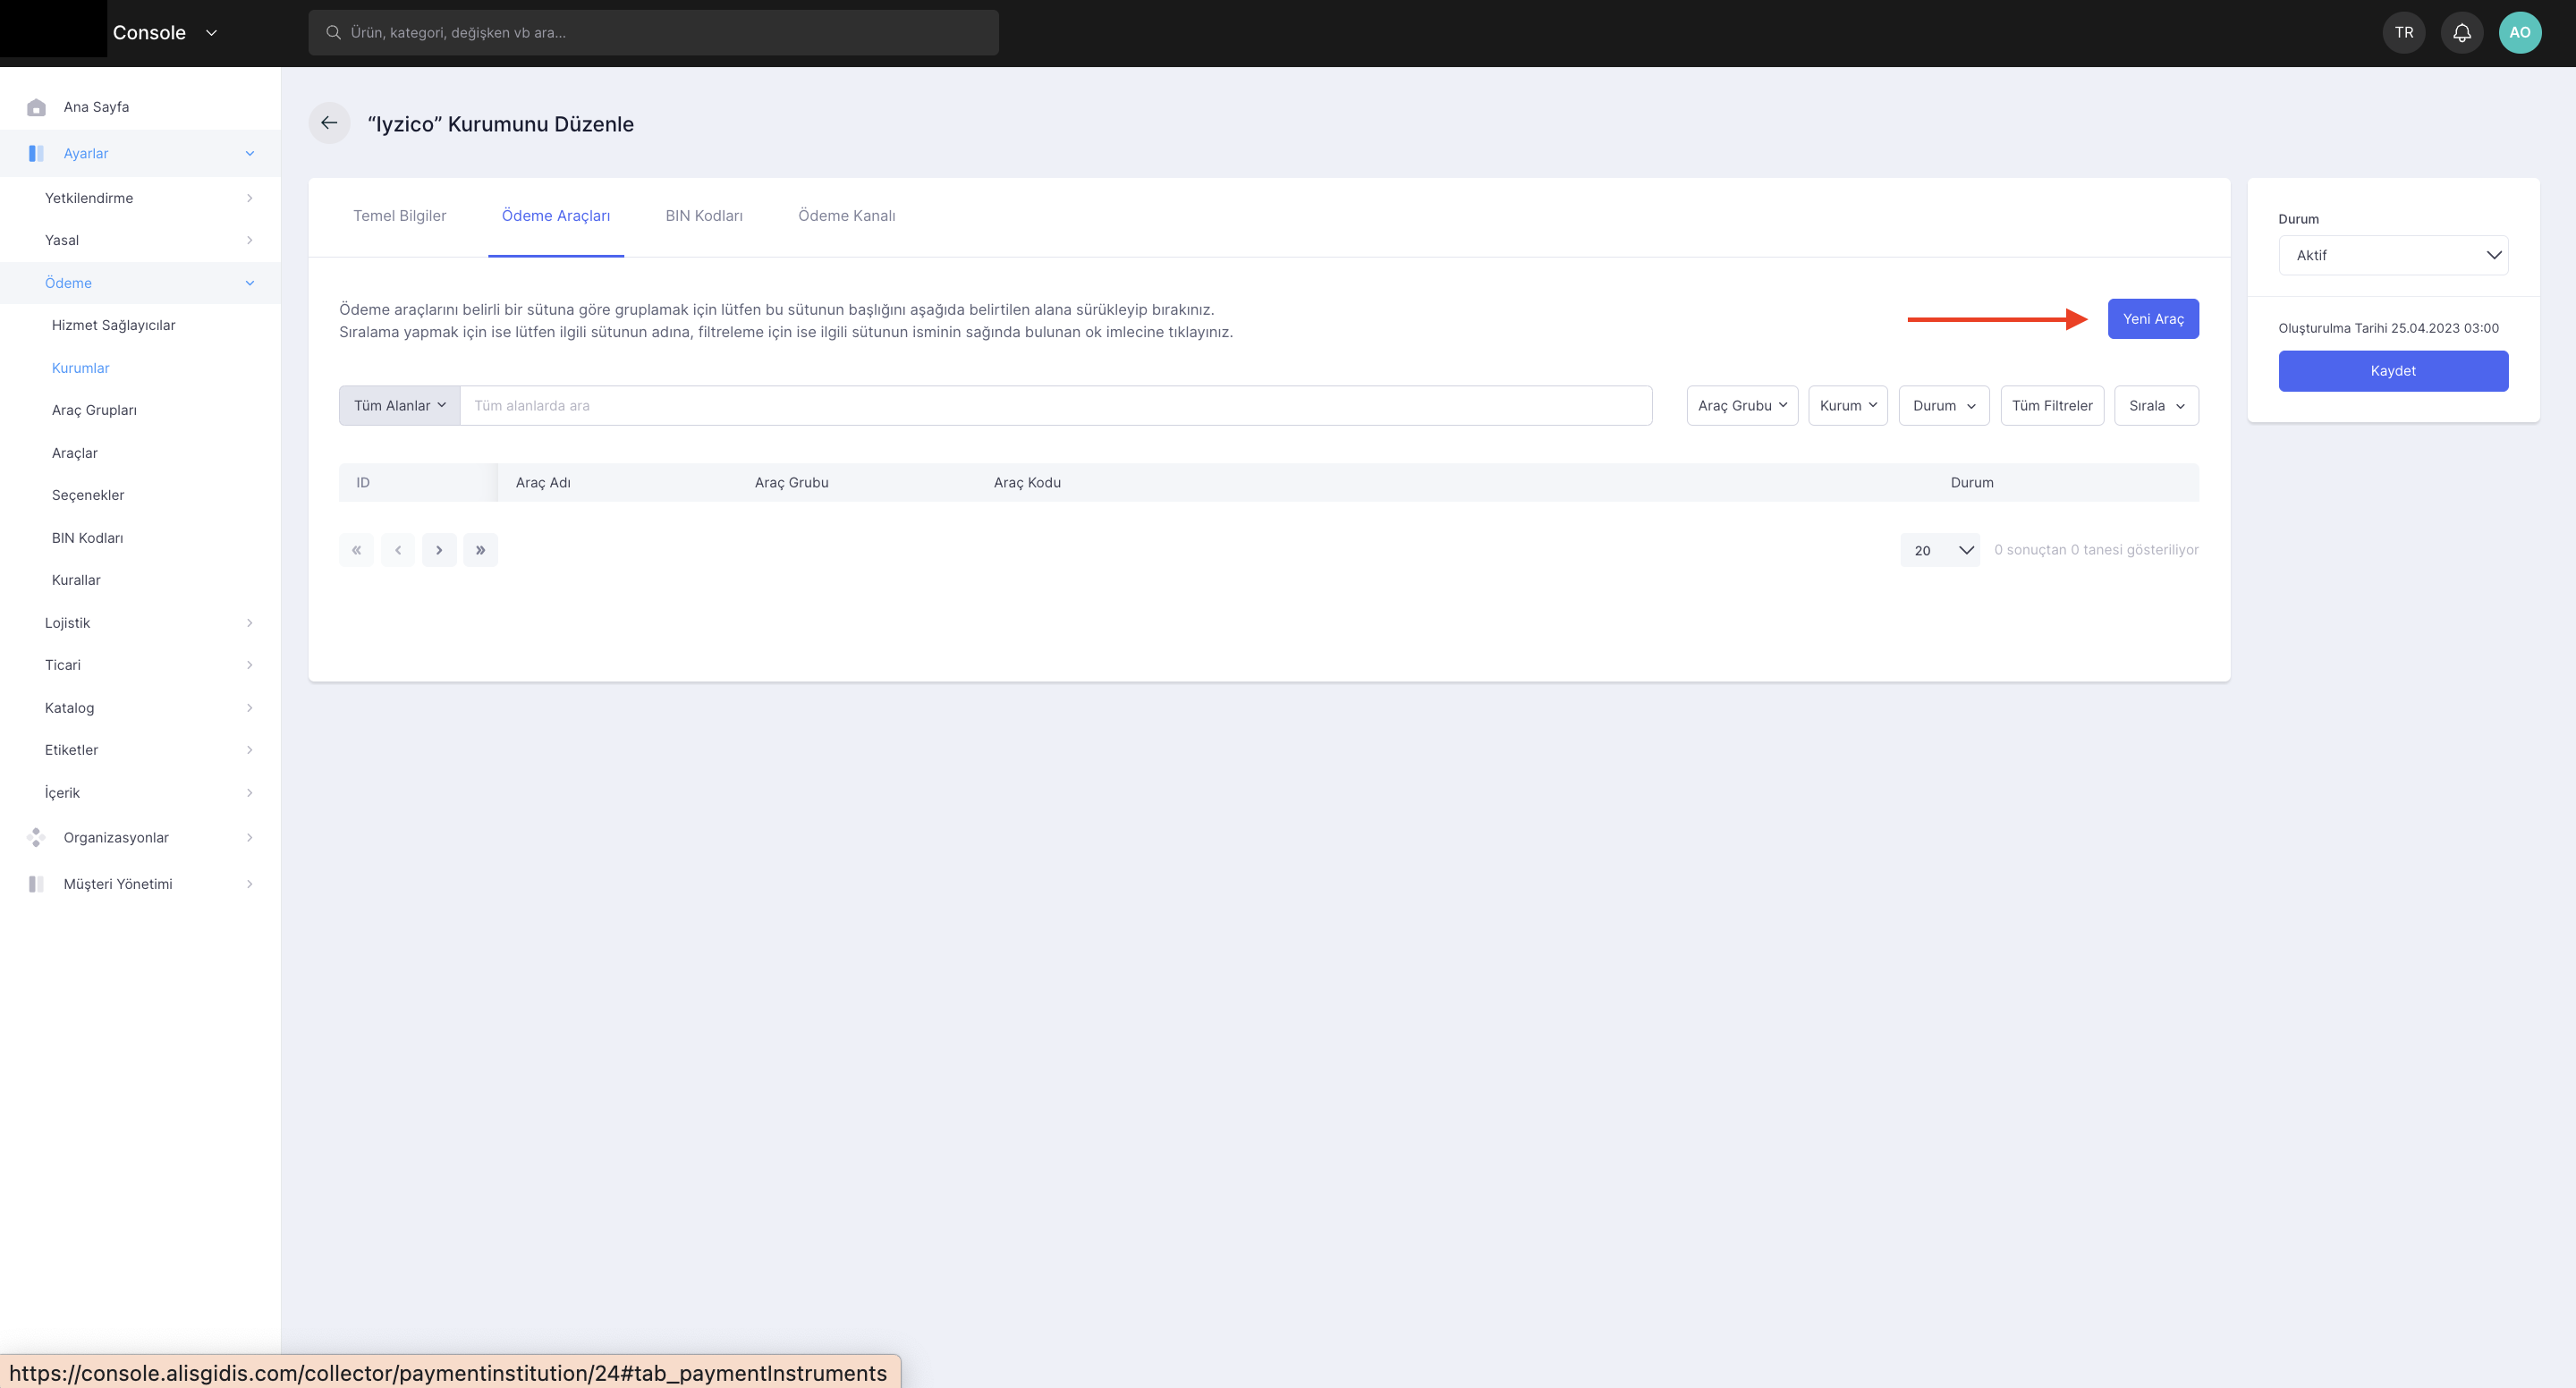 Console
Ürün, kategori, değişken vb ara...
TR
AO
Ana Sayfa
Ayarlar
Yetkilendirme
Yasal
Ödeme
Hizmet Sağlayıcılar
Kurumlar
Araç Grupları
Araçlar
Seçenekler
BIN Kodları
Kurallar
Lojistik
Ticari
Katalog
Etiketler
İçerik
Organizasyonlar
Müşteri Yönetimi
“Iyzico” Kurumunu Düzenle
Temel Bilgiler Ödeme Araçları BIN Kodları Ödeme Kanalı
Ödeme araçlarını belirli bir sütuna göre gruplamak için lütfen bu sütunun başlığını aşağıda belirtilen alana sürükleyip bırakınız.
Sıralama yapmak için ise lütfen ilgili sütunun adına, filtreleme için ise ilgili sütunun isminin sağında bulunan ok imlecine tıklayınız.
Yeni Araç
Tüm Alanlar Tüm alanlarda ara Araç Grubu Kurum Durum Tüm Filtreler Sırala
ID Araç Adı Araç Grubu Araç Kodu Durum
« ‹ › » 20 0 sonuçtan 0 tanesi gösteriliyor
Durum
Aktif
Oluşturulma Tarihi 25.04.2023 03:00
Kaydet
https://console.alisgidis.com/collector/paymentinstitution/24#tab_paymentInstruments